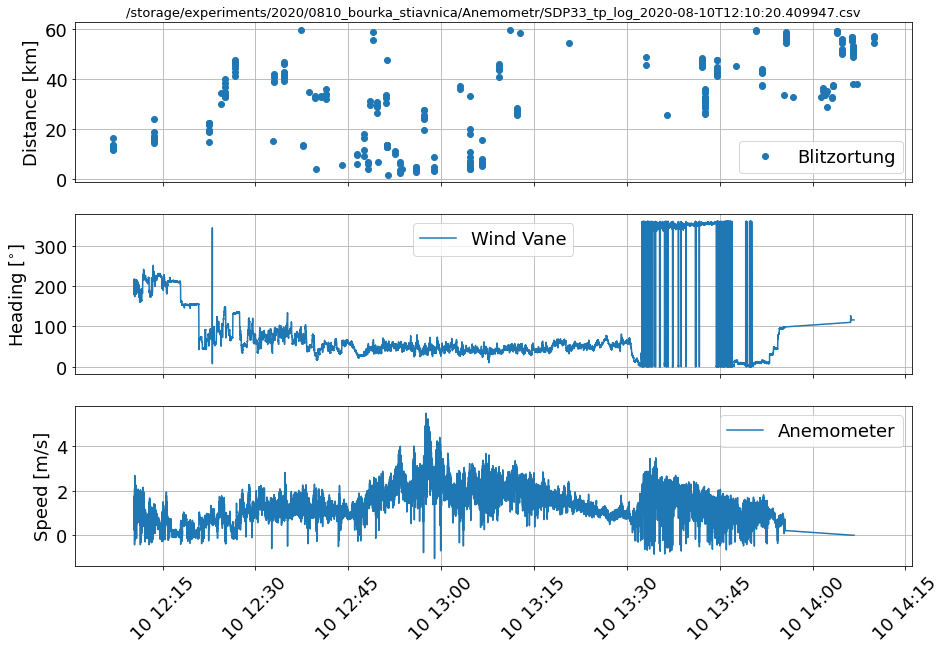 /storage/experiments/2020/0810_bourka_stiavnica/Anemometr/SDP33_tp_log_2020-08-10T12:10:20.409947.csv
60
40
20
0
Distance [km]
Blitzortung
300
200
100
0
Heading [°]
Wind Vane
4
2
0
Speed [m/s]
Anemometer
10 12:15
10 12:30
10 12:45
10 13:00
10 13:15
10 13:30
10 13:45
10 14:00
10 14:15